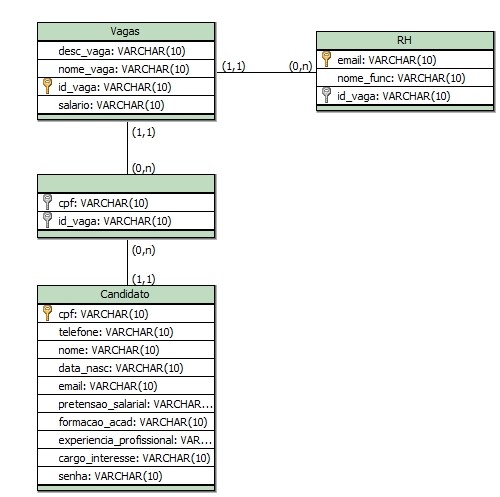 Vagas
desc_vaga: VARCHAR(10)
nome_vaga: VARCHAR(10)
id_vaga: VARCHAR(10)
salario: VARCHAR(10)
(1,1)
(0,n)
RH
email: VARCHAR(10)
nome_func: VARCHAR(10)
id_vaga: VARCHAR(10)
(1,1)
(0,n)
cpf: VARCHAR(10)
id_vaga: VARCHAR(10)
(0,n)
(1,1)
Candidato
cpf: VARCHAR(10)
telefone: VARCHAR(10)
nome: VARCHAR(10)
data_nasc: VARCHAR(10)
email: VARCHAR(10)
pretensao_salarial: VARCHAR...
formacao_acad: VARCHAR(10)
experiencia_profissional: VAR...
cargo_interesse: VARCHAR(10)
senha: VARCHAR(10)